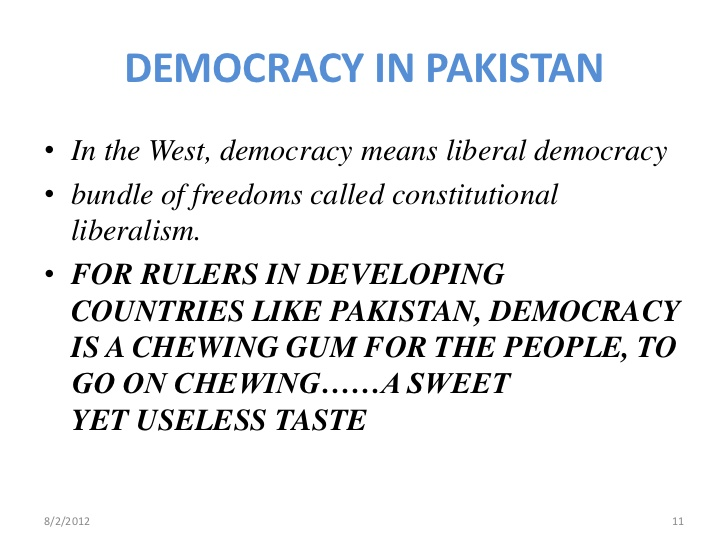 DEMOCRACY IN PAKISTAN
• In the West, democracy means liberal democracy
• bundle of freedoms called constitutional
liberalism.
• FOR RULERS IN DEVELOPING
COUNTRIES LIKE PAKISTAN, DEMOCRACY
IS A CHEWING GUM FOR THE PEOPLE, TO
GO ON CHEWING……A SWEET
YET USELESS TASTE
8/2/2012 11